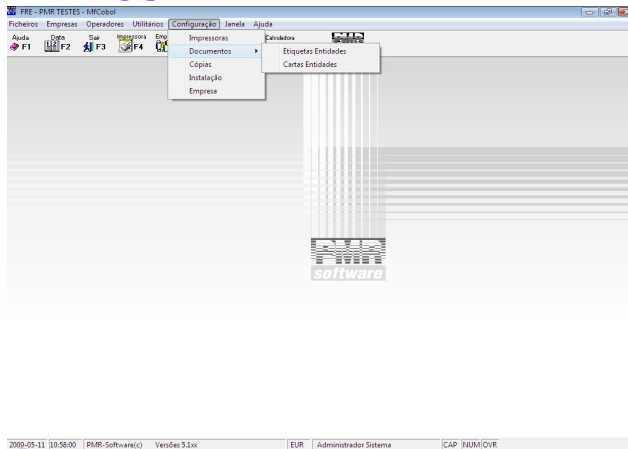 FRE - PMR TESTES - MfCobol
Ficheiros Empresas Operadores Utilitários Configuração Janela Ajuda
Ajuda Data Sair Impressora Emp Calculadora PMR
F1 F2 F3 F4
Impressoras
Documentos
Cópias
Instalação
Empresa
Etiquetas Entidades
Cartas Entidades
PMR
software
2009-05-11 10:58:00 PMR-Software(c) Versões 5.1xx EUR Administrador Sistema CAP NUM OVR